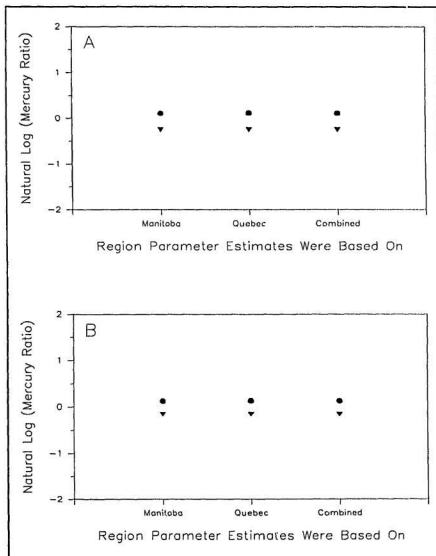 A
Natural Log (Mercury Ratio)
2
1
0
-1
-2
Manitoba Quebec Combined
Region Parameter Estimates Were Based On
B
Natural Log (Mercury Ratio)
2
1
0
-1
-2
Manitoba Quebec Combined
Region Parameter Estimates Were Based On